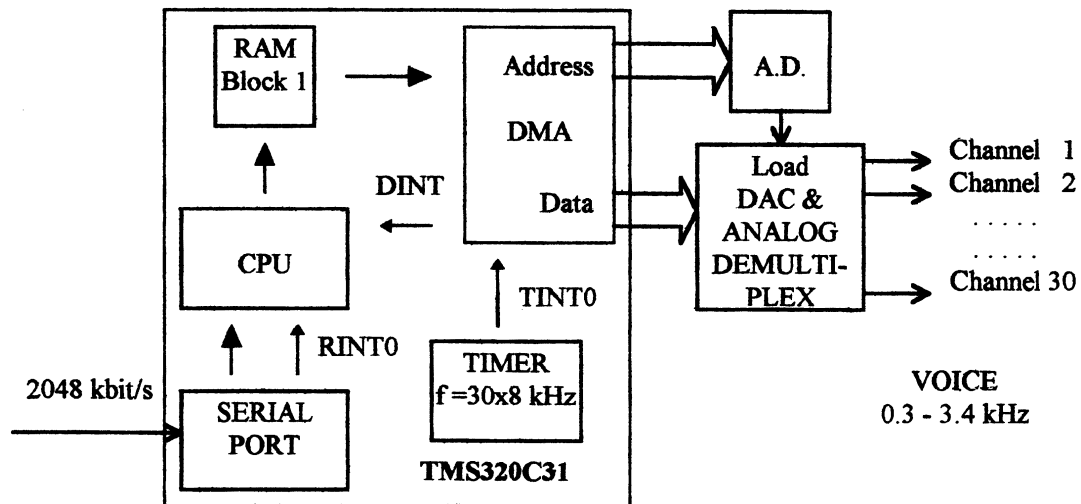 RAM
Block 1
Address
DMA
Data
A.D.
Load
DAC &
ANALOG
DEMULTI-
PLEX
Channel 1
Channel 2
. . . . .
. . . . .
Channel 30
DINT
CPU
TINT0
RINT0
TIMER
f =30x8 kHz
2048 kbit/s
SERIAL
PORT
TMS320C31
VOICE
0.3 - 3.4 kHz